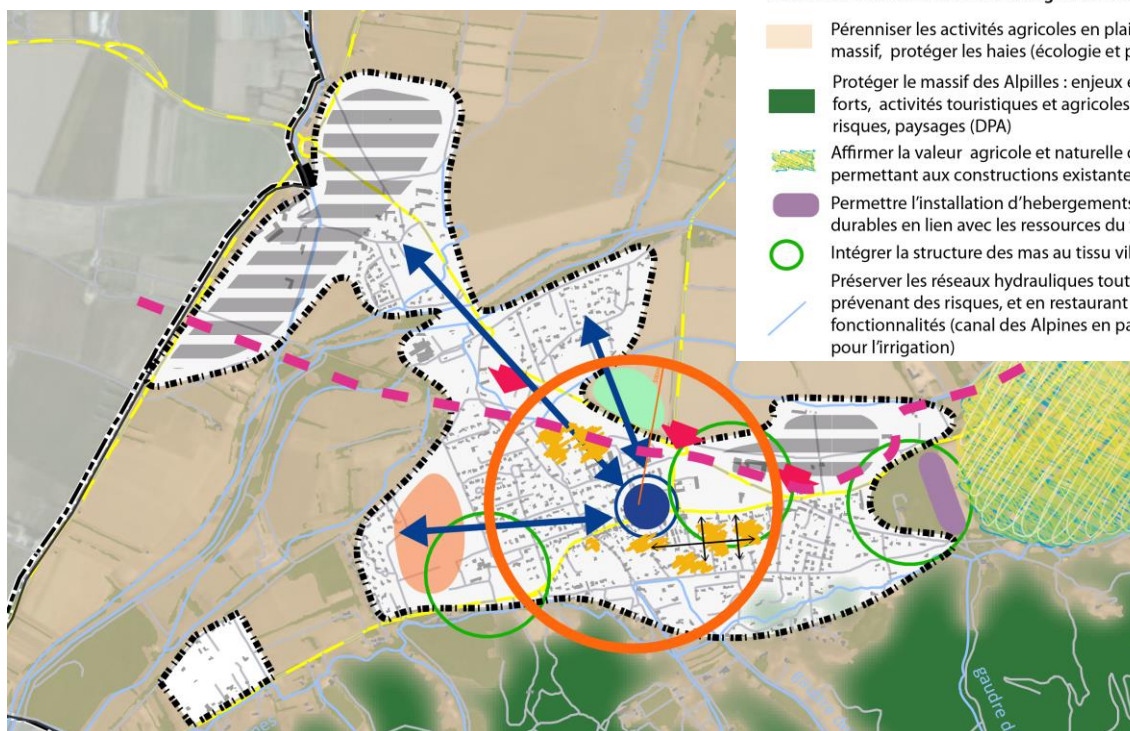 Pérenniser les activités agricoles en plai
massif, protéger les haies (écologie et p
Protéger le massif des Alpilles : enjeux e
forts, activités touristiques et agricoles
risques, paysages (DPA)
Affirmer la valeur agricole et naturelle d
permettant aux constructions existante
Permettre l'installation d'hebergements
durables en lien avec les ressources du
Intégrer la structure des mas au tissu vil
Préserver les réseaux hydrauliques tout
prévenant des risques, et en restaurant
fonctionnalités (canal des Alpines en pa
pour l'irrigation)
gaudre d